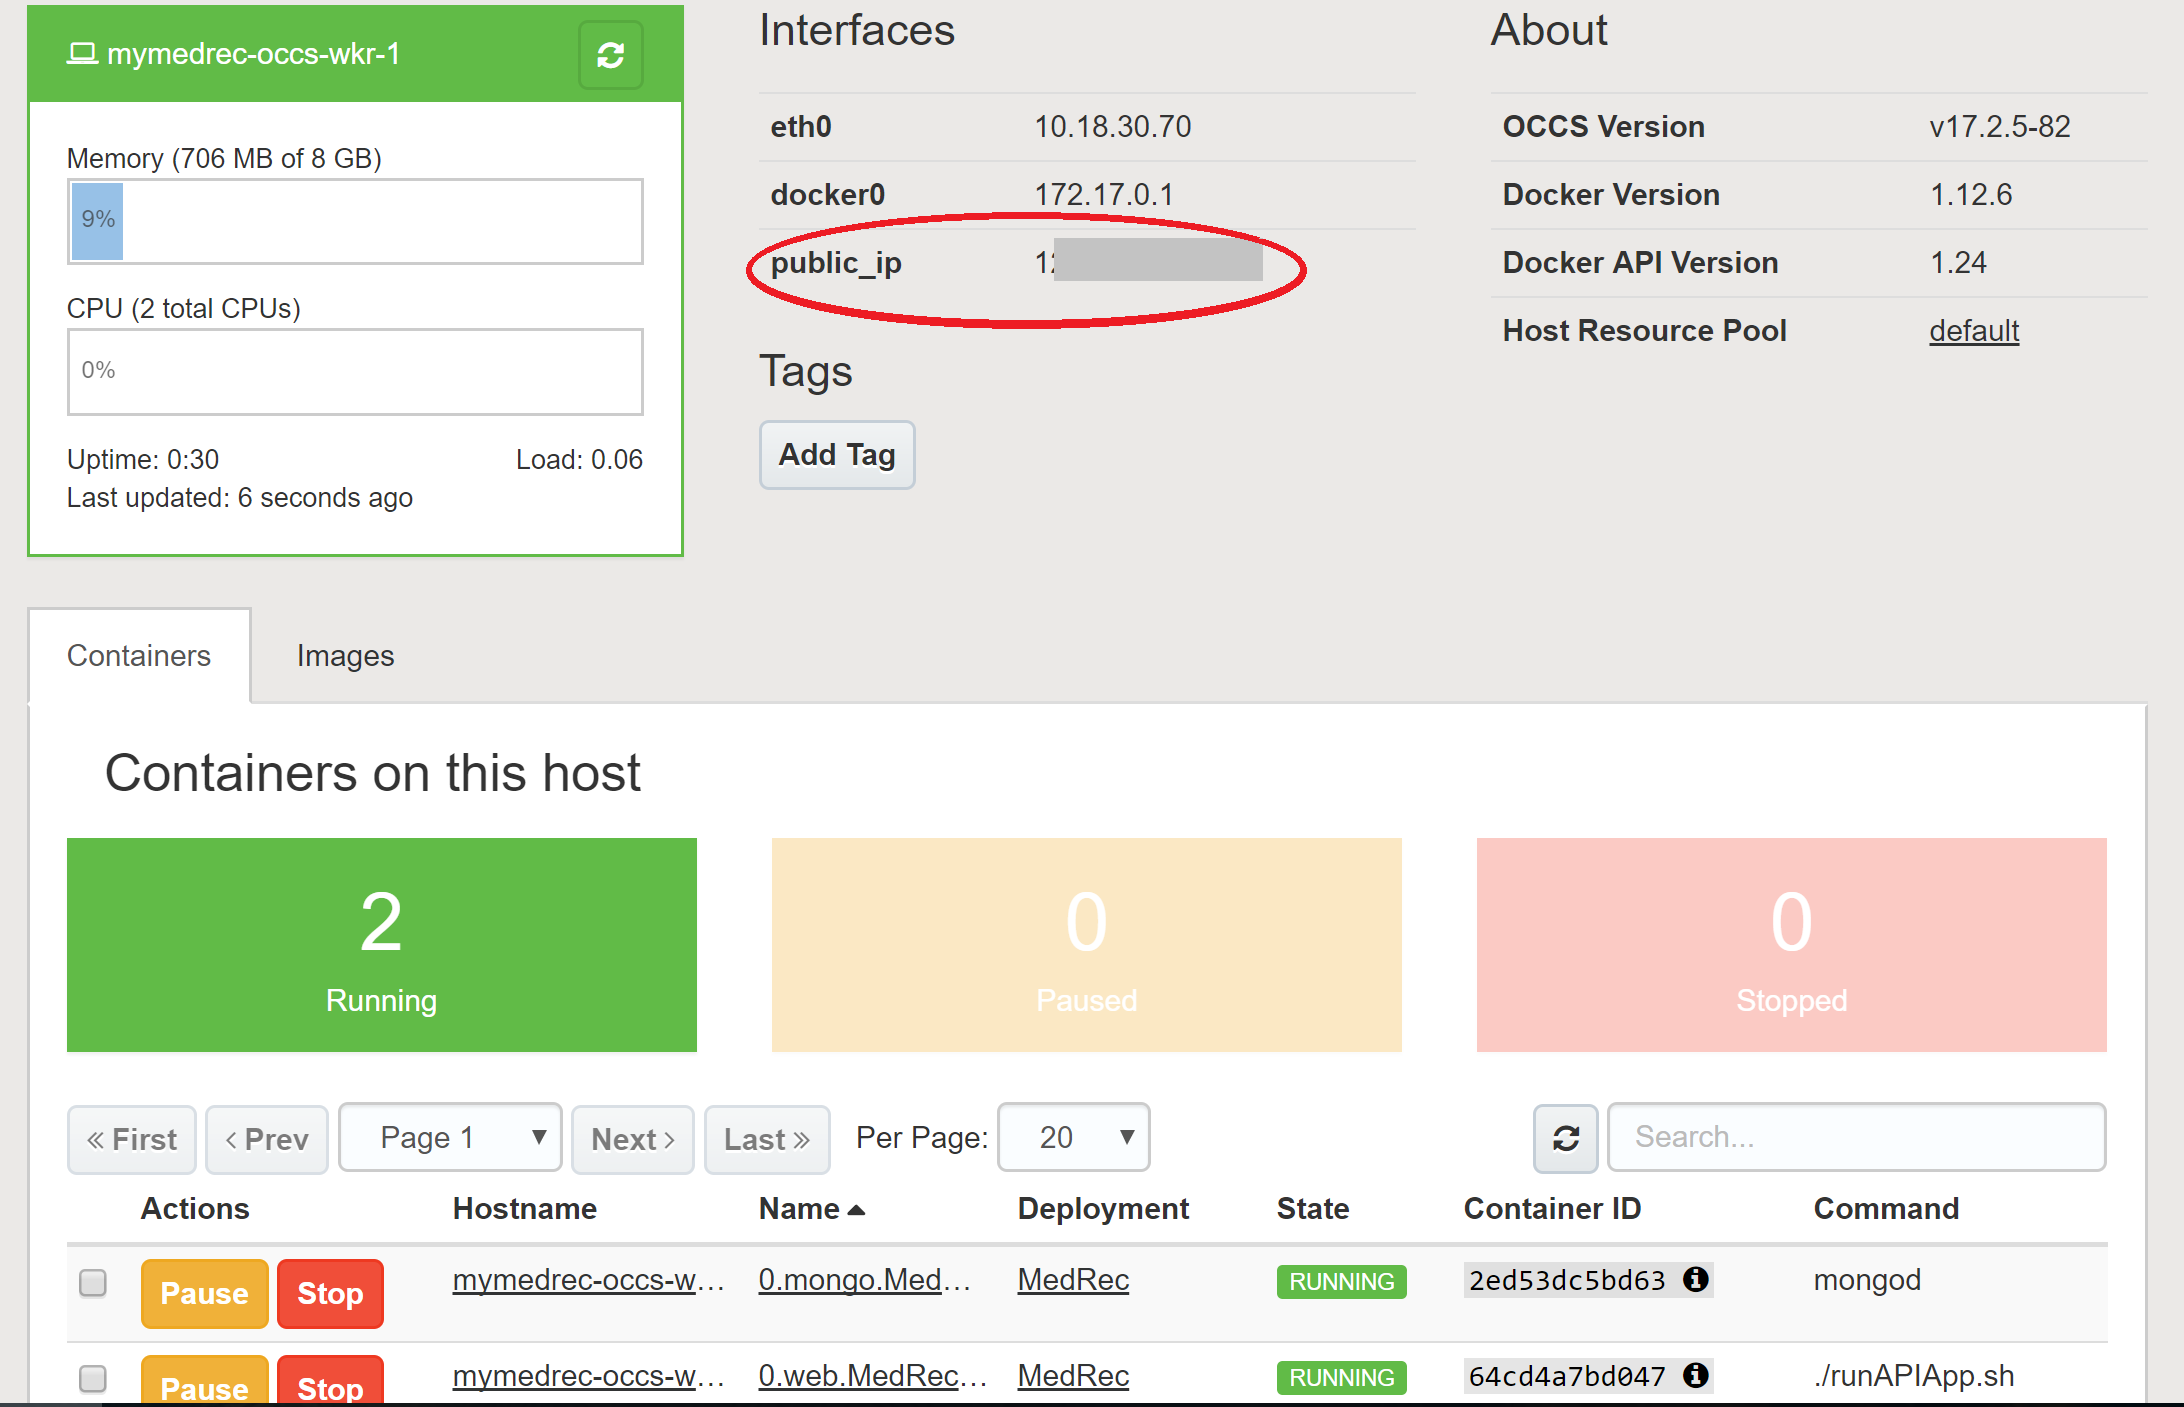 mymedrec-occs-wkr-1
Memory (706 MB of 8 GB)
9%
CPU (2 total CPUs)
0%
Uptime: 0:30 Load: 0.06
Last updated: 6 seconds ago
Interfaces
eth0 10.18.30.70
docker0 172.17.0.1
public_ip
Tags
Add Tag
About
OCCS Version v17.2.5-82
Docker Version 1.12.6
Docker API Version 1.24
Host Resource Pool default
Containers Images
Containers on this host
2
Running
0
Paused
0
Stopped
« First ‹ Prev Page 1 Next › Last » Per Page: 20 Search...
Actions Hostname Name Deployment State Container ID Command
Pause Stop mymedrec-occs-w... 0.mongo.Med... MedRec RUNNING 2ed53dc5bd63 mongod
Pause Stop mymedrec-occs-w... 0.web.MedRec... MedRec RUNNING 64cd4a7bd047 ./runAPIApp.sh